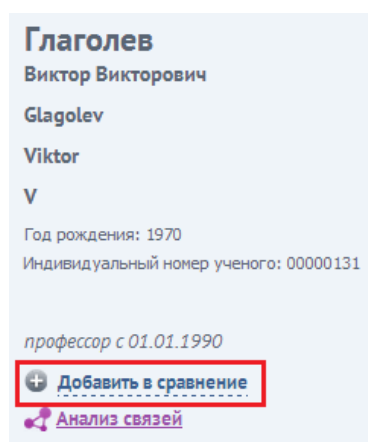 Глаголев
Виктор Викторович
Glagolev
Viktor
V
Год рождения: 1970
Индивидуальный номер ученого: 00000131
профессор с 01.01.1990
Добавить в сравнение
Анализ связей